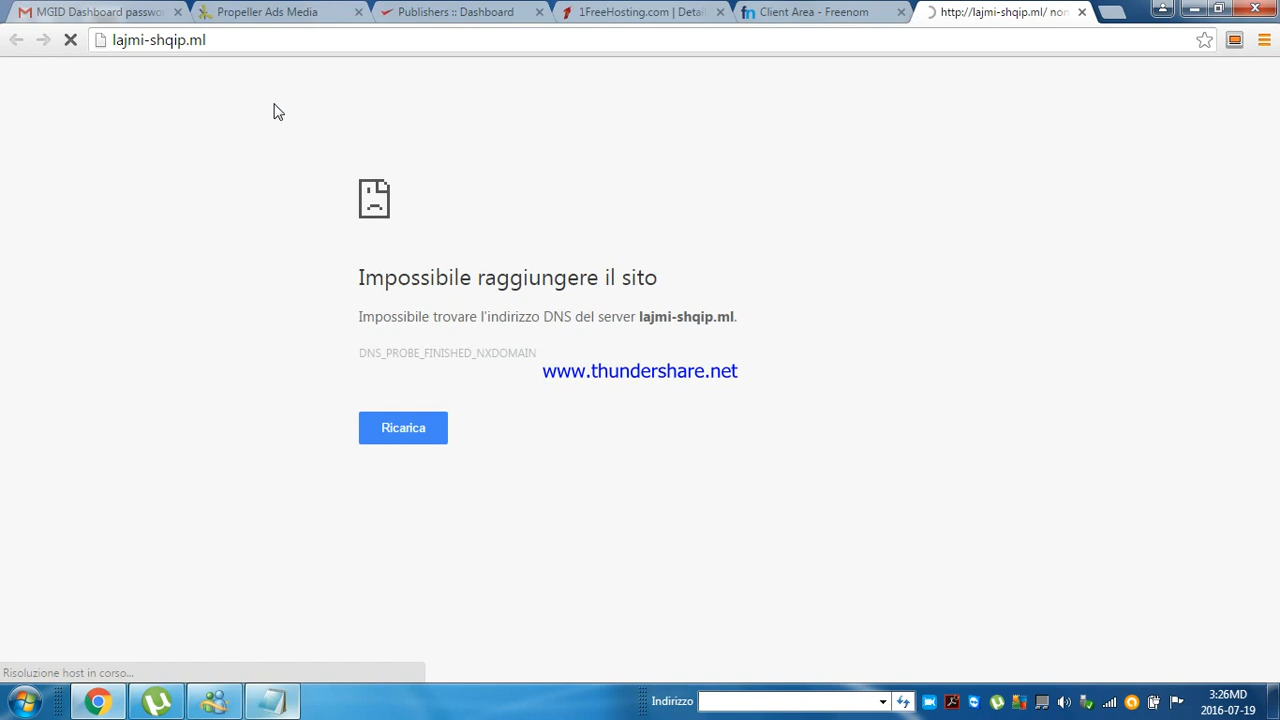 MGID Dashboard passwo
Propeller Ads Media
Publishers :: Dashboard
1FreeHosting.com | Detail
fn Client Area - Freenom
http://lajmi-shqip.ml/ non
lajmi-shqip.ml
Impossibile raggiungere il sito
Impossibile trovare l'indirizzo DNS del server lajmi-shqip.ml.
DNS_PROBE_FINISHED_NXDOMAIN
www.thundershare.net
Ricarica
Risoluzione host in corso...
Indirizzo
3:26MD
2016-07-19